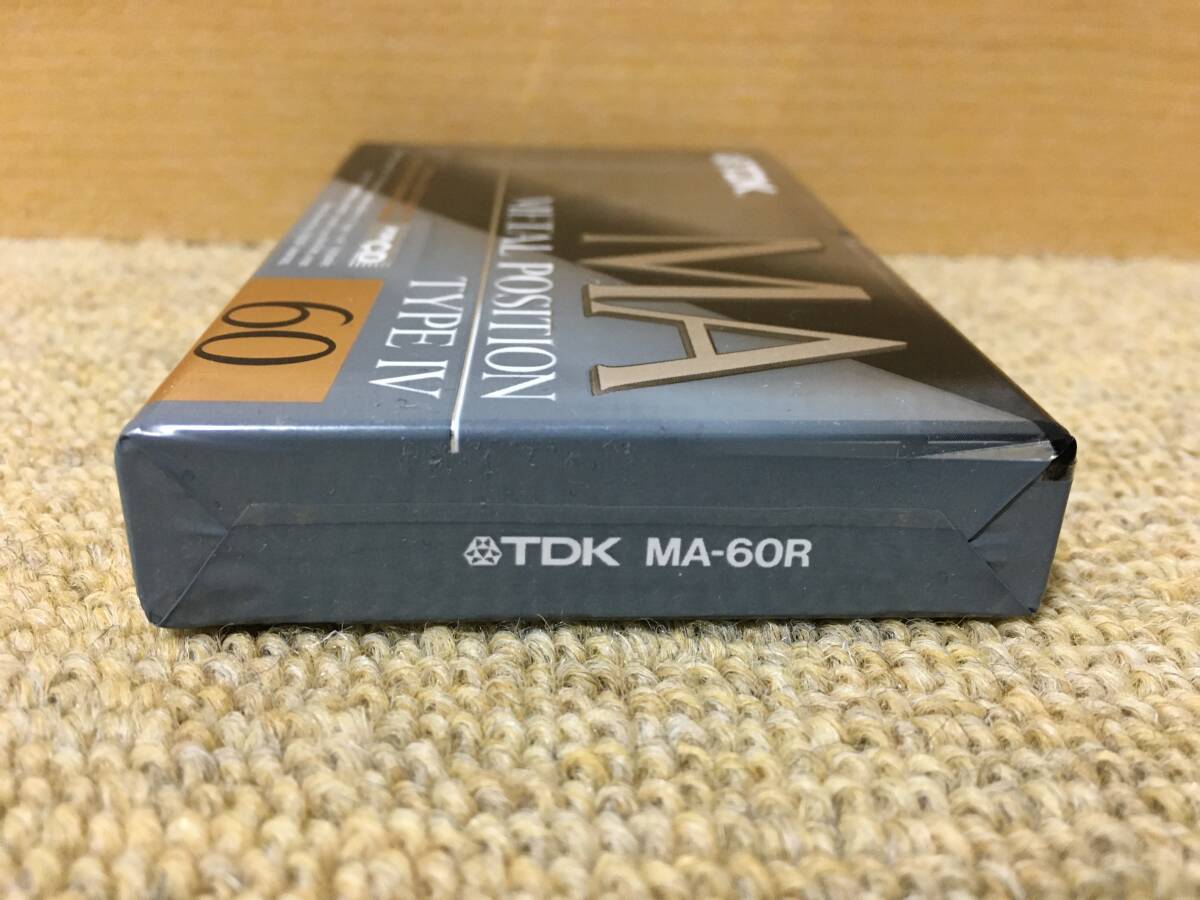 TDK
MA
METAL POSITION
TYPE IV
60
TDK MA-60R